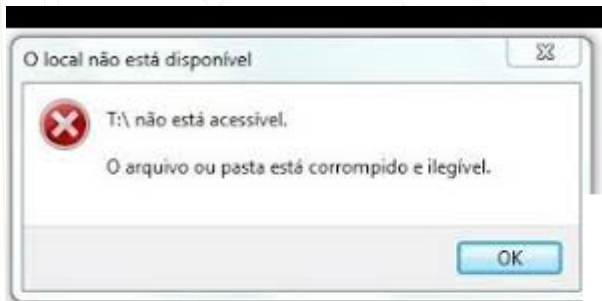 O local não está disponível
T:\ não está acessível.
O arquivo ou pasta está corrompido e ilegível.
OK